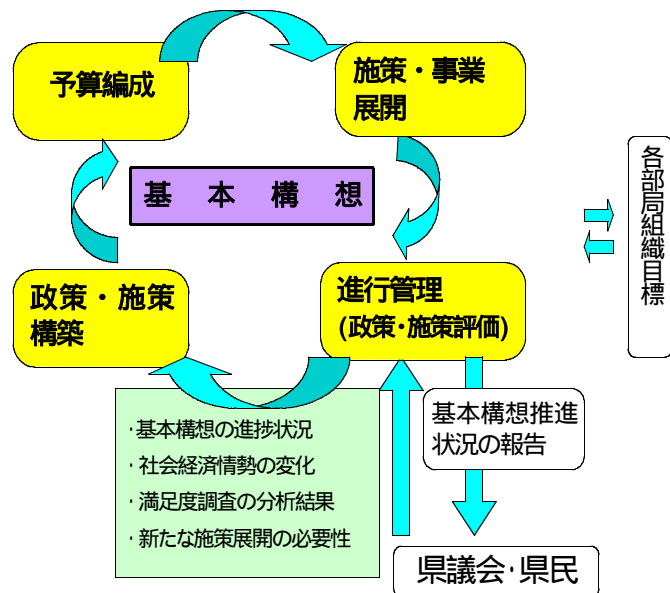 予算編成
施策・事業
展開
基本構想
各部局組織目標
政策・施策
構築
進行管理
(政策・施策評価)
・基本構想の進捗状況
・社会経済情勢の変化
・満足度調査の分析結果
・新たな施策展開の必要性
基本構想推進
状況の報告
県議会・県民